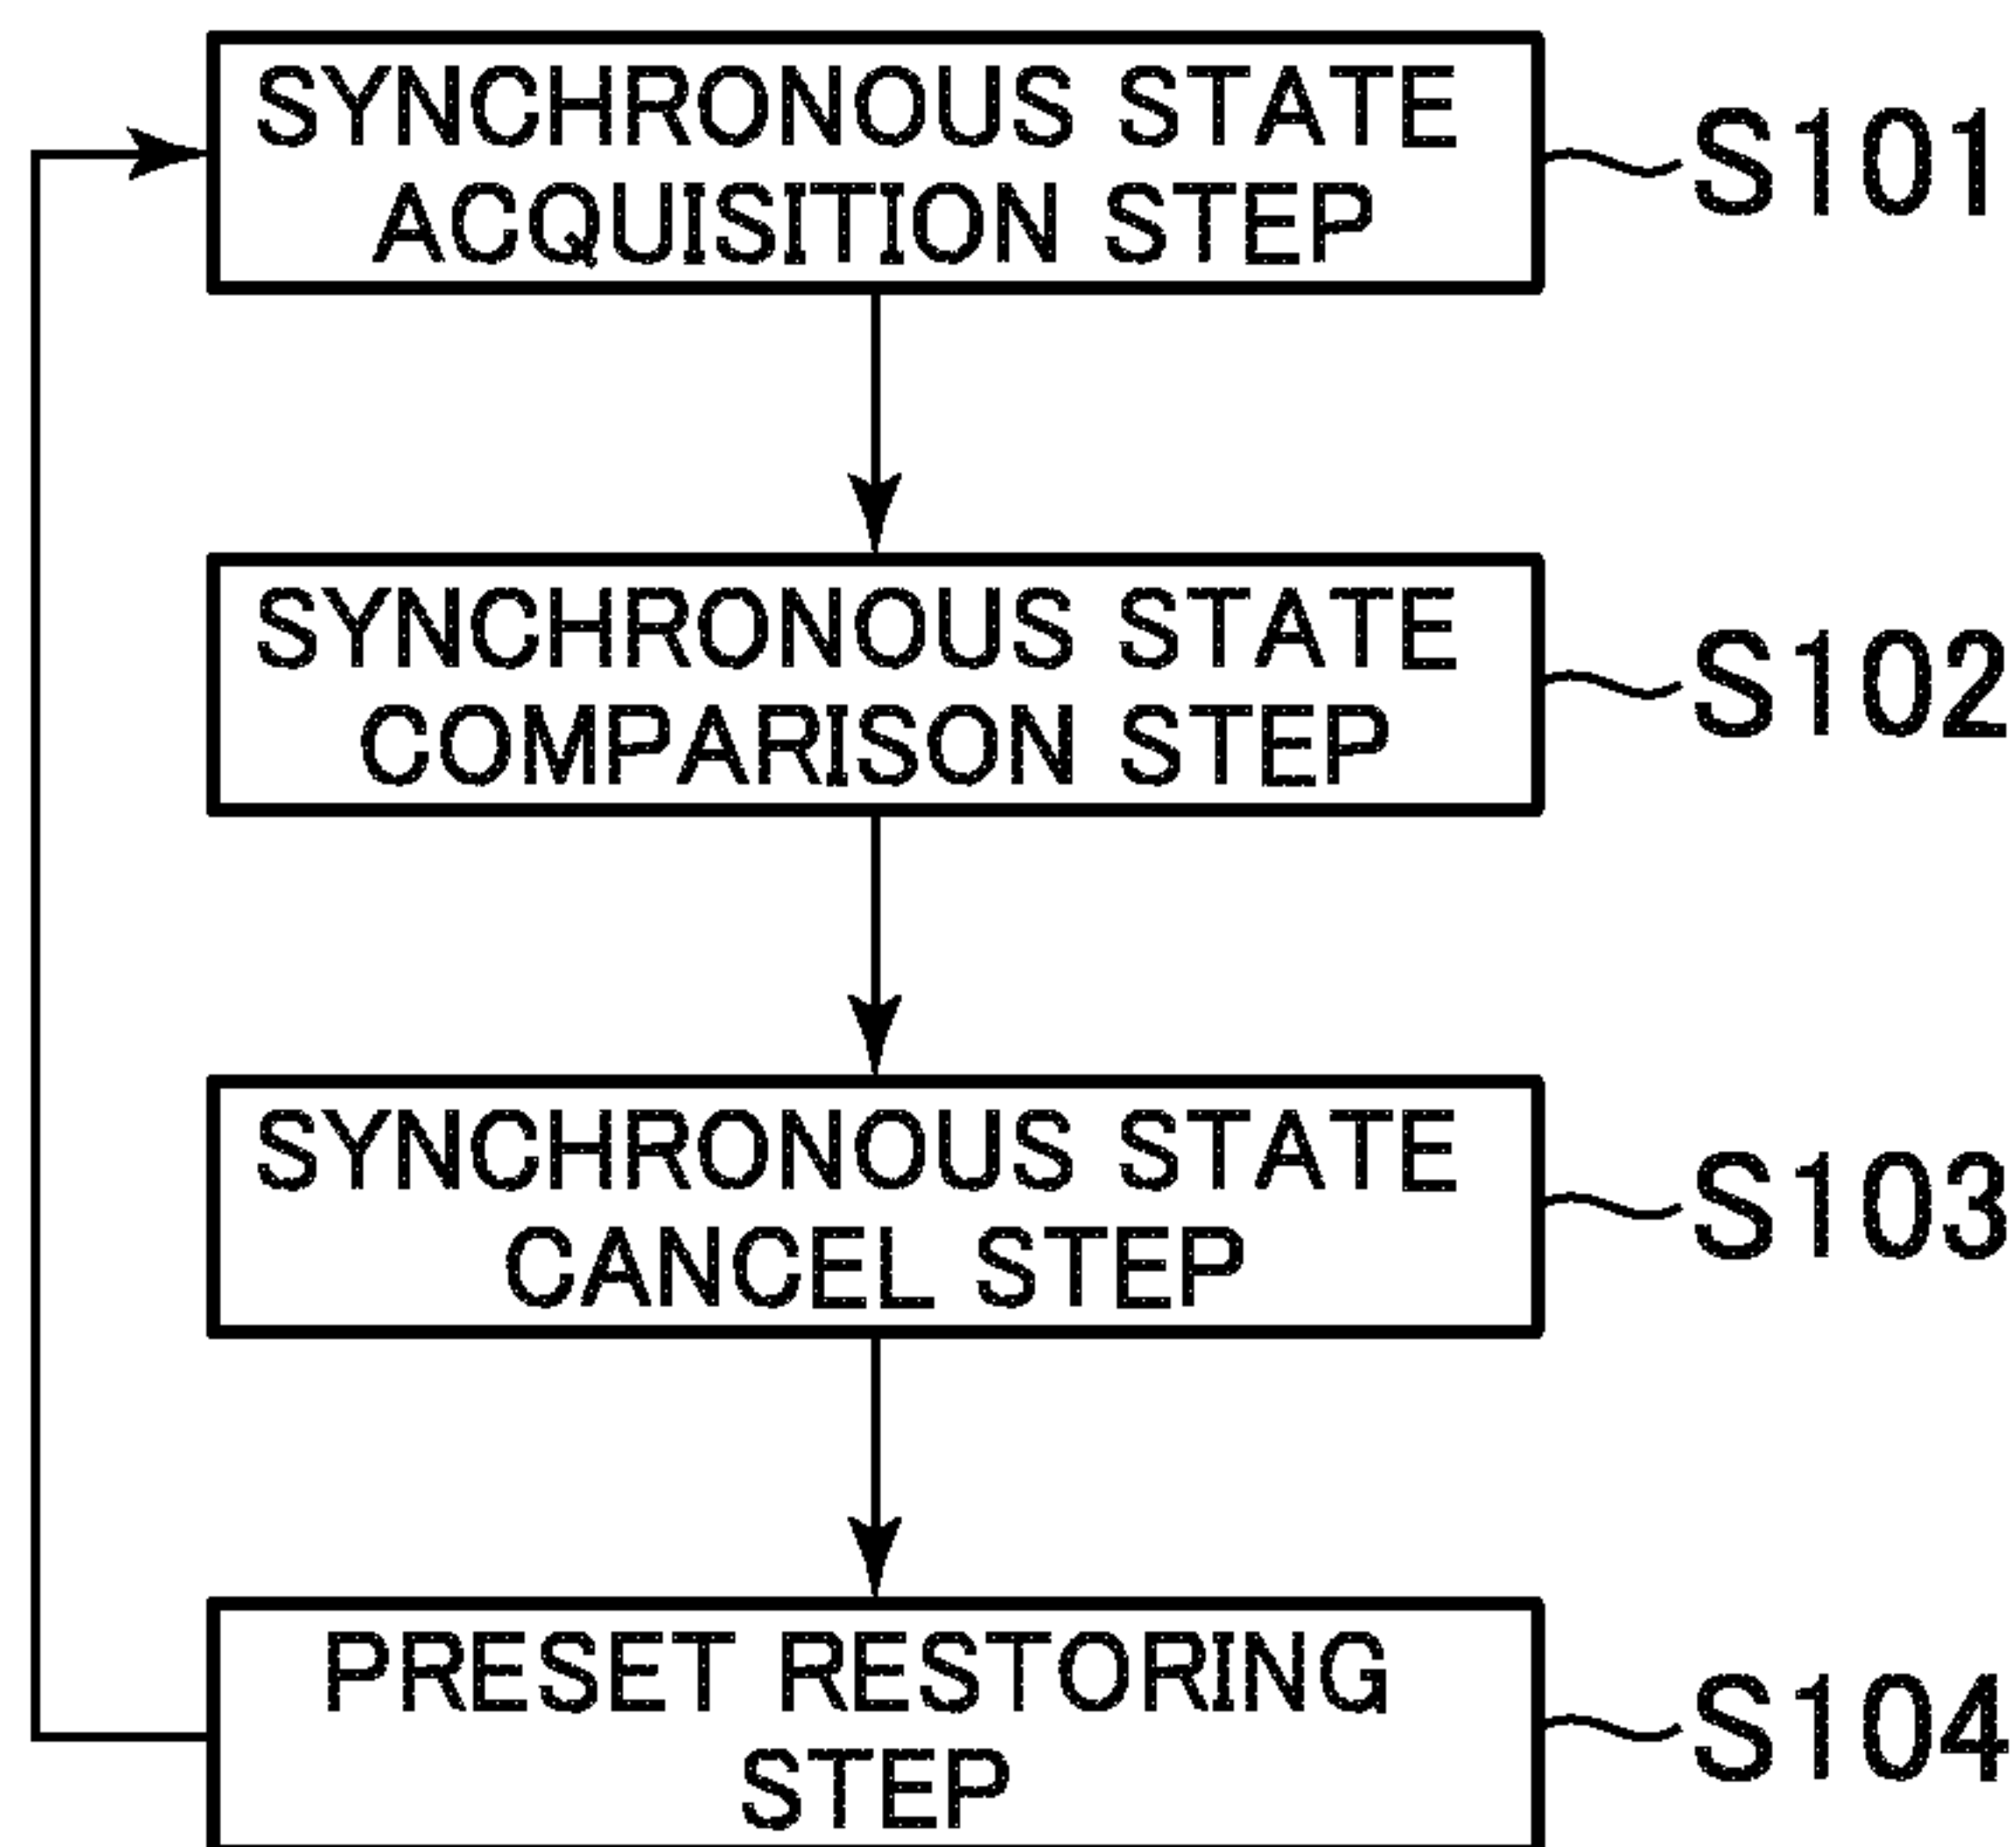 SYNCHRONOUS STATE
ACQUISITION STEP
S101
SYNCHRONOUS STATE
COMPARISON STEP
S102
SYNCHRONOUS STATE
CANCEL STEP
S103
PRESET RESTORING
STEP
S104